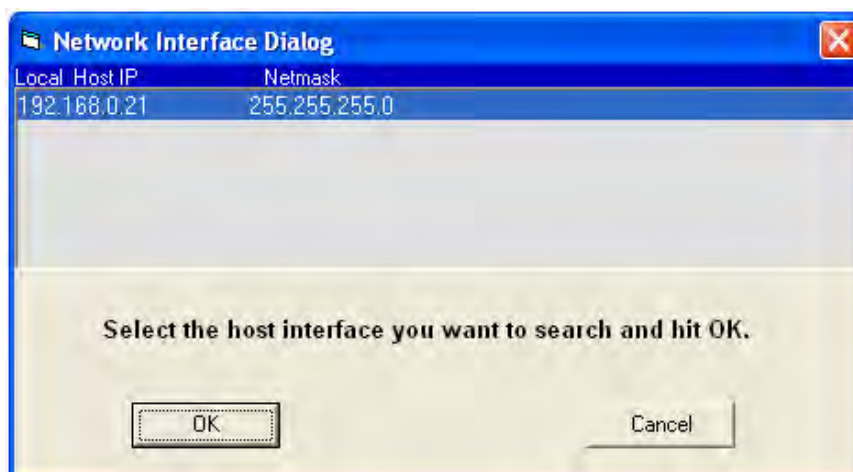 Network Interface Dialog
Local Host IP Netmask
192.168.0.21 255.255.255.0
Select the host interface you want to search and hit OK.
OK Cancel